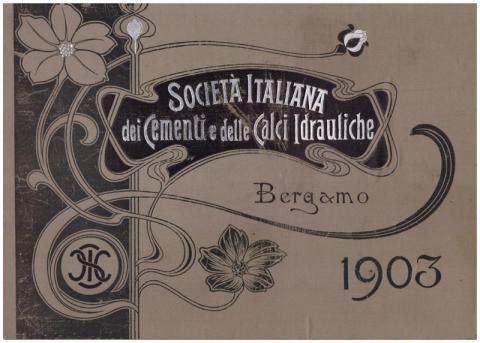 SOCIETÀ ITALIANA
dei Cementi e delle Calci Idrauliche
Bergamo
1903